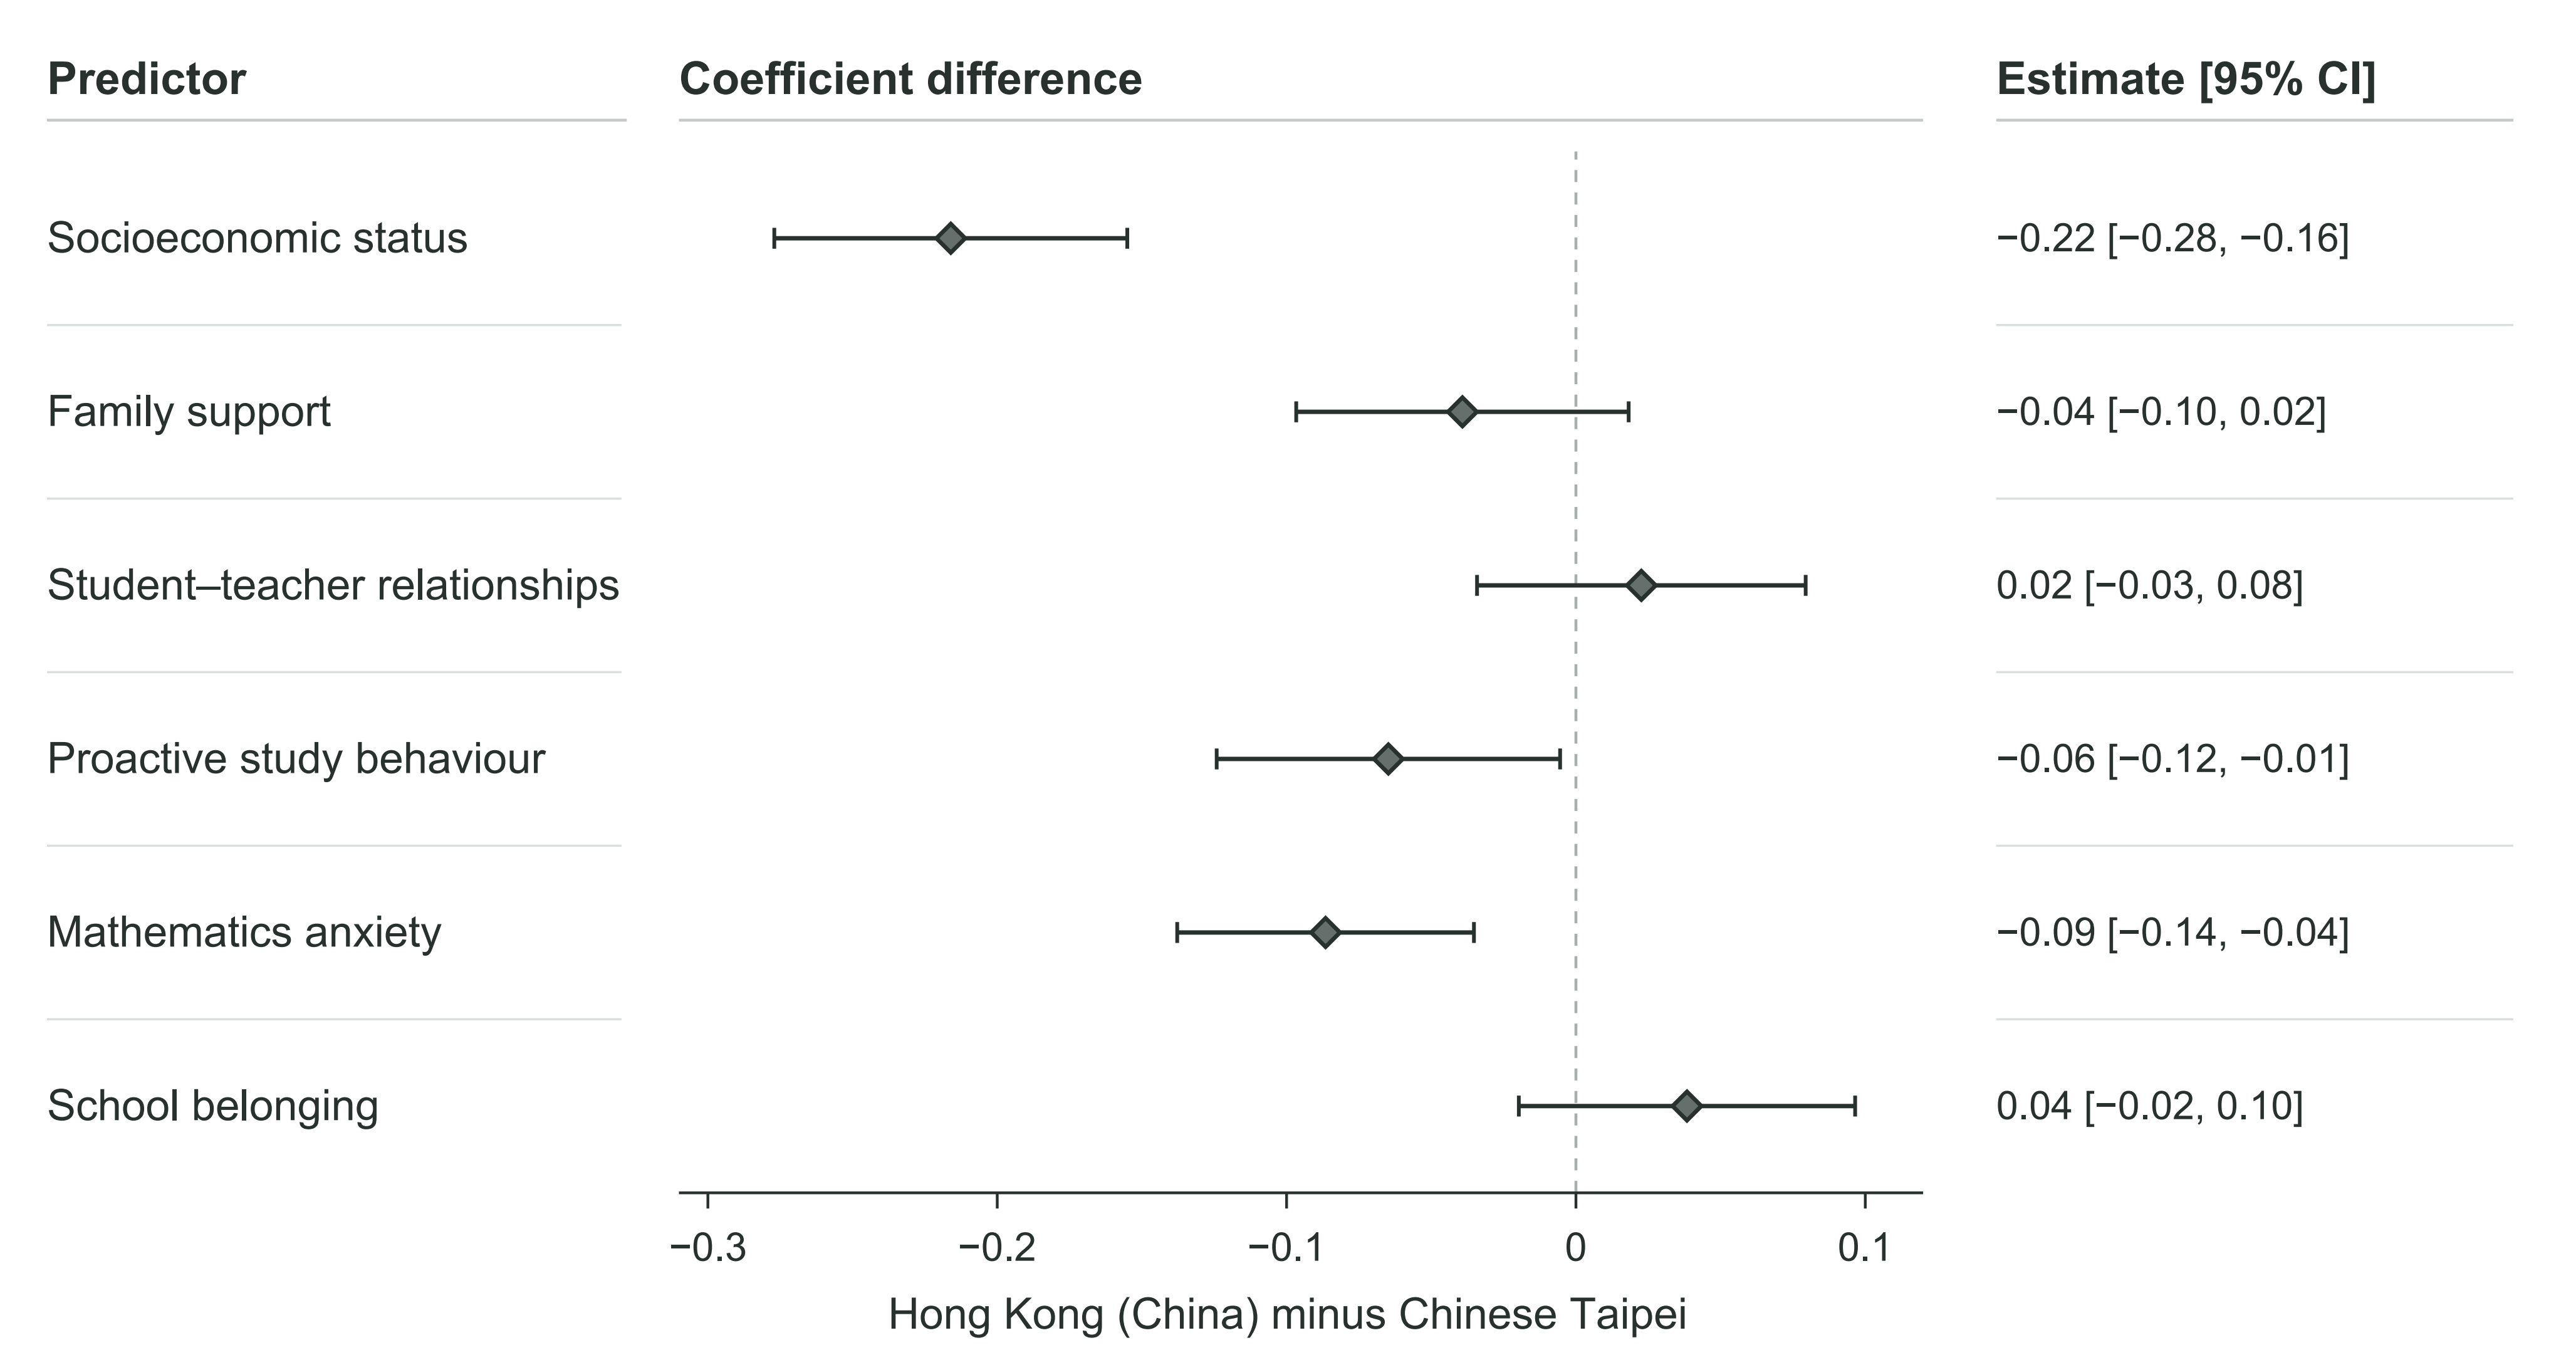 Predictor Coefficient difference Estimate [95% CI]
Socioeconomic status −0.22 [−0.28, −0.16]
Family support −0.04 [−0.10, 0.02]
Student–teacher relationships 0.02 [−0.03, 0.08]
Proactive study behaviour −0.06 [−0.12, −0.01]
Mathematics anxiety −0.09 [−0.14, −0.04]
School belonging 0.04 [−0.02, 0.10]
−0.3 −0.2 −0.1 0 0.1
Hong Kong (China) minus Chinese Taipei